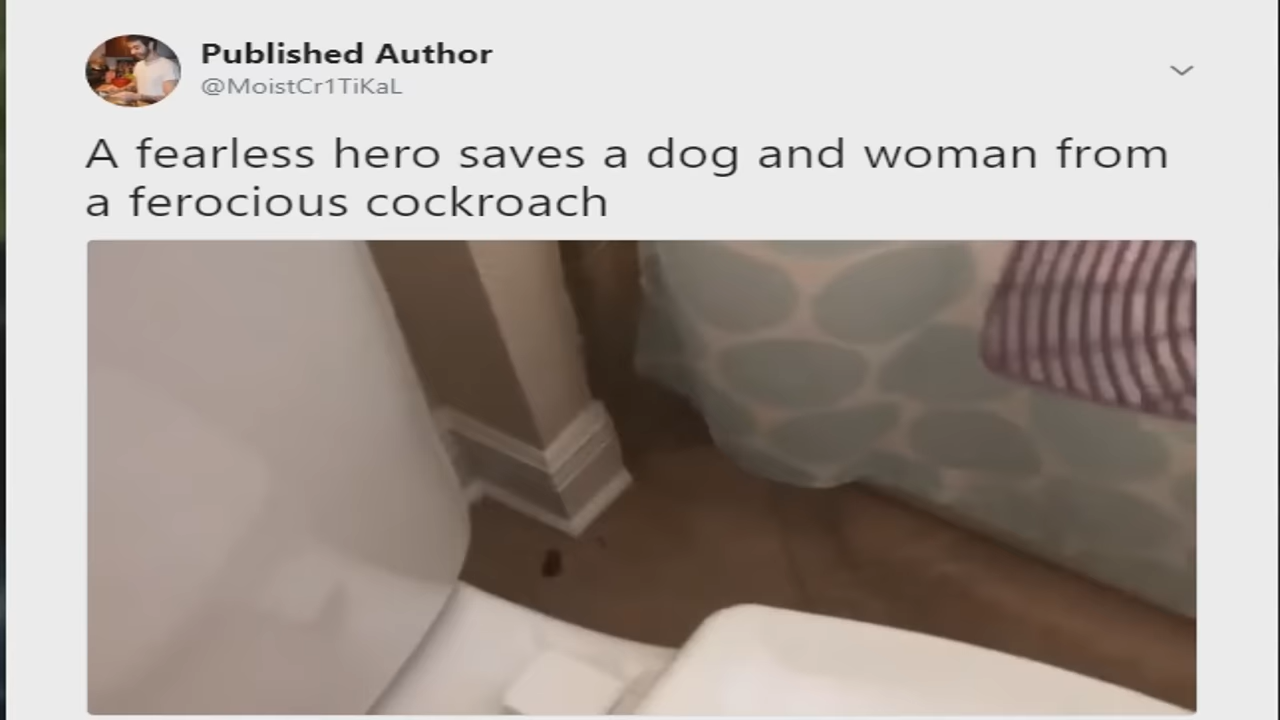 Published Author
@MoistCr1TiKaL
A fearless hero saves a dog and woman from
a ferocious cockroach